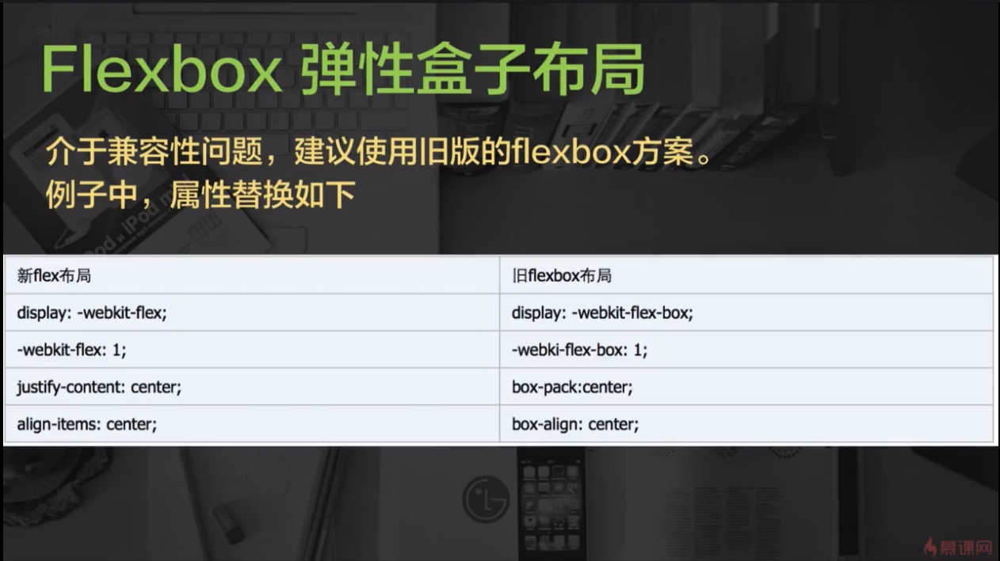 Flexbox 弹性盒子布局
介于兼容性问题，建议使用旧版的flexbox方案。
例子中，属性替换如下
新flex布局 旧flexbox布局
display: -webkit-flex; display: -webkit-flex-box;
-webkit-flex: 1; -webki-flex-box: 1;
justify-content: center; box-pack:center;
align-items: center; box-align: center;
LG
慕课网